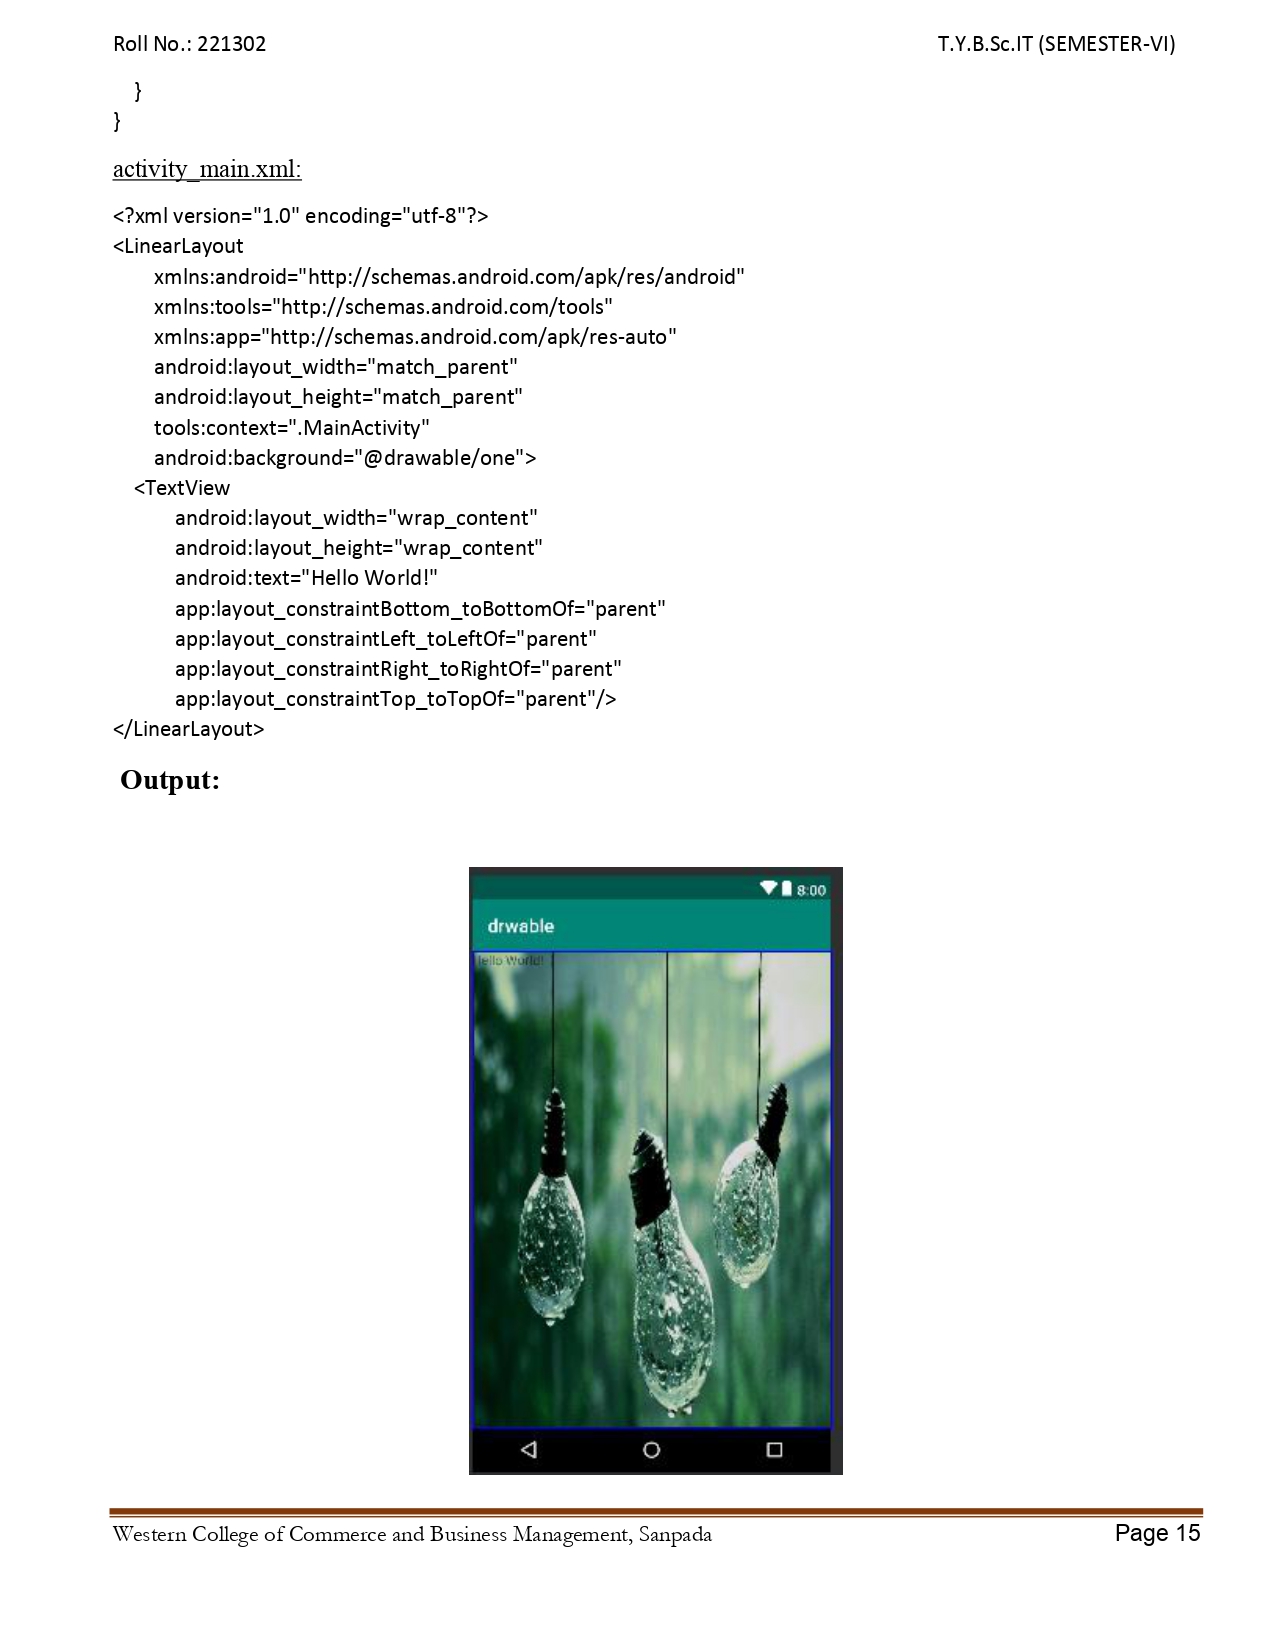 Roll No.: 221302 T.Y.B.Sc.IT (SEMESTER-VI)
}
}
activity_main.xml:
<?xml version="1.0" encoding="utf-8"?>
<LinearLayout
xmlns:android="http://schemas.android.com/apk/res/android"
xmlns:tools="http://schemas.android.com/tools"
xmlns:app="http://schemas.android.com/apk/res-auto"
android:layout_width="match_parent"
android:layout_height="match_parent"
tools:context=".MainActivity"
android:background="@drawable/one">
<TextView
android:layout_width="wrap_content"
android:layout_height="wrap_content"
android:text="Hello World!"
app:layout_constraintBottom_toBottomOf="parent"
app:layout_constraintLeft_toLeftOf="parent"
app:layout_constraintRight_toRightOf="parent"
app:layout_constraintTop_toTopOf="parent"/>
</LinearLayout>
Output:
8:00
drwable
Hello World!
Western College of Commerce and Business Management, Sanpada Page 15